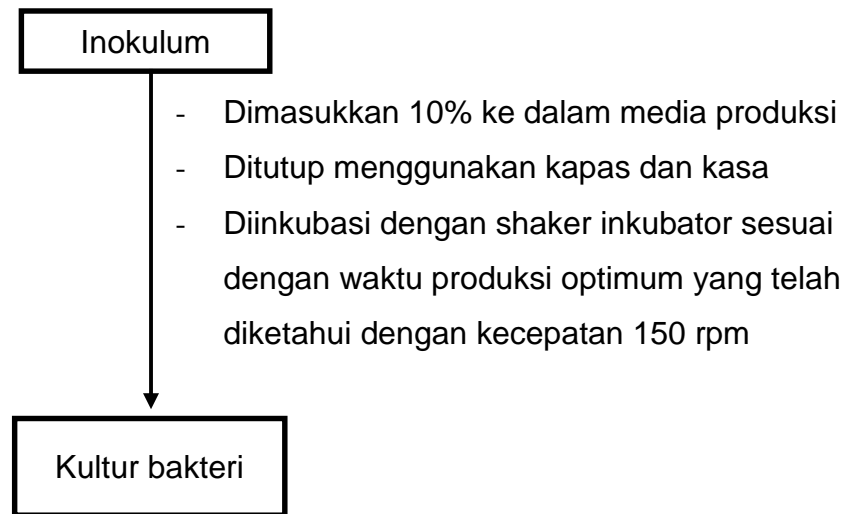 Inokulum
- Dimasukkan 10% ke dalam media produksi
- Ditutup menggunakan kapas dan kasa
- Diinkubasi dengan shaker inkubator sesuai
dengan waktu produksi optimum yang telah
diketahui dengan kecepatan 150 rpm
Kultur bakteri